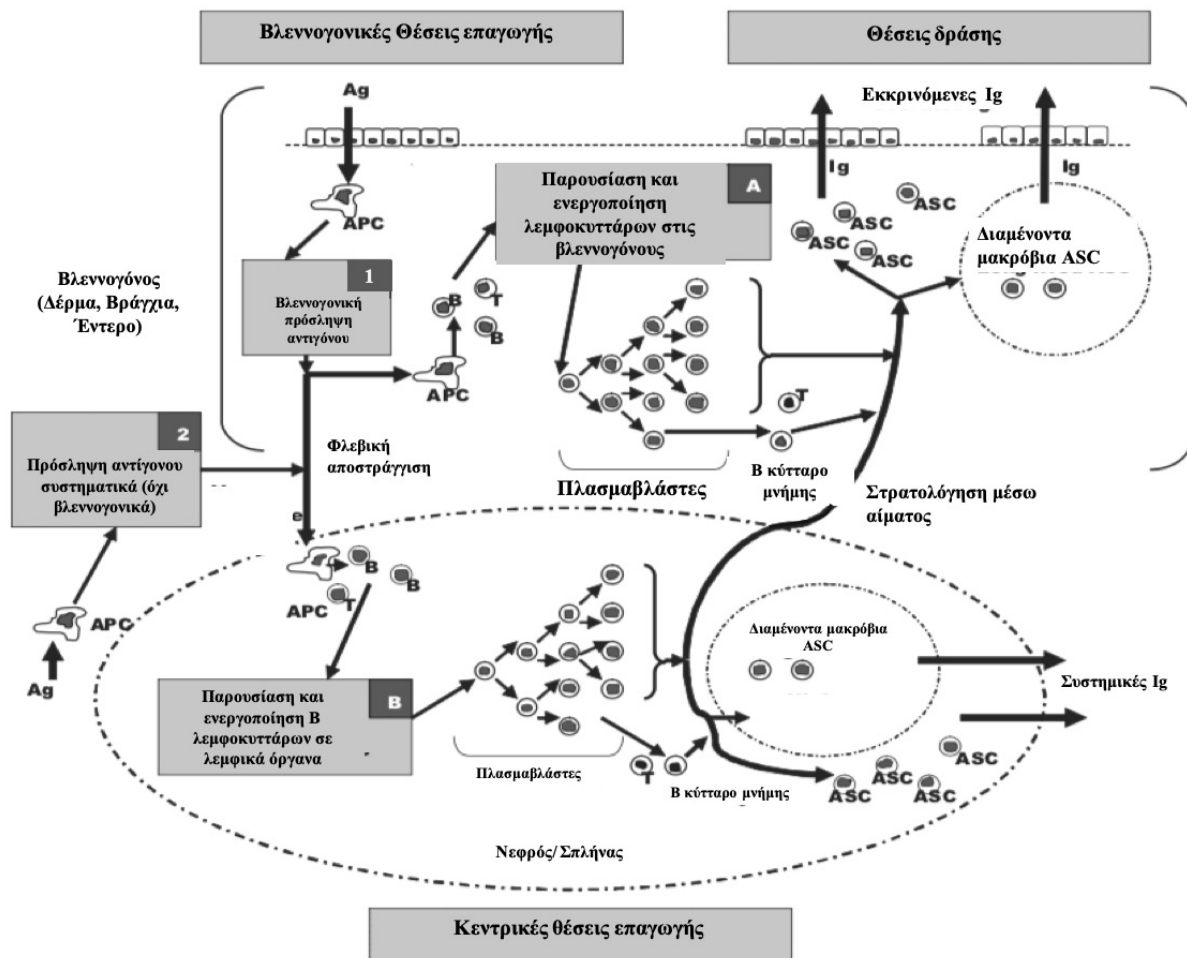 Βλεννογονικές Θέσεις επαγωγής
Θέσεις δράσης
Ag
Εκκρινόμενες Ig
Ig
Ig
APC
Παρουσίαση και
ενεργοποίηση
λεμφοκυττάρων στις
βλεννογόνους
A
ASC
ASC
ASC
ASC
Διαμένοντα
μακρόβια ASC
Βλεννογόνος
(Δέρμα, Βράγχια,
Έντερο)
1
Βλεννογονική
πρόσληψη
αντιγόνου
B
T
B
APC
T
2
Πρόσληψη αντίγονου
συστηματικά (όχι
βλεννογονικά)
Φλεβική
αποστράγγιση
Πλασμαβλάστες
Β κύτταρο
μνήμης
Στρατολόγηση μέσω
αίματος
e
B
B
T
APC
APC
Ag
Διαμένοντα μακρόβια
ASC
Παρουσίαση και
ενεργοποίηση Β
λεμφοκυττάρων σε
λεμφικά όργανα
B
Συστημικές Ig
Πλασμαβλάστες
T
Β κύτταρο μνήμης
ASC
ASC
ASC
ASC
Νεφρός/Σπλήνας
Κεντρικές θέσεις επαγωγής